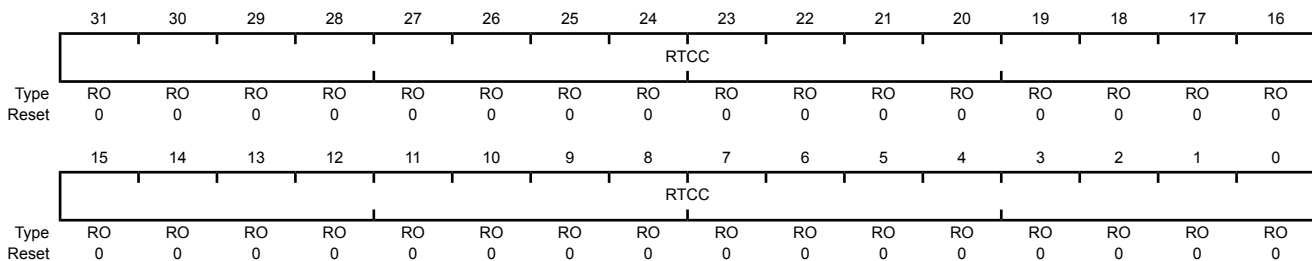 31 30 29 28 27 26 25 24 23 22 21 20 19 18 17 16
RTCC
Type RO RO RO RO RO RO RO RO RO RO RO RO RO RO RO RO
Reset 0 0 0 0 0 0 0 0 0 0 0 0 0 0 0 0
15 14 13 12 11 10 9 8 7 6 5 4 3 2 1 0
RTCC
Type RO RO RO RO RO RO RO RO RO RO RO RO RO RO RO RO
Reset 0 0 0 0 0 0 0 0 0 0 0 0 0 0 0 0